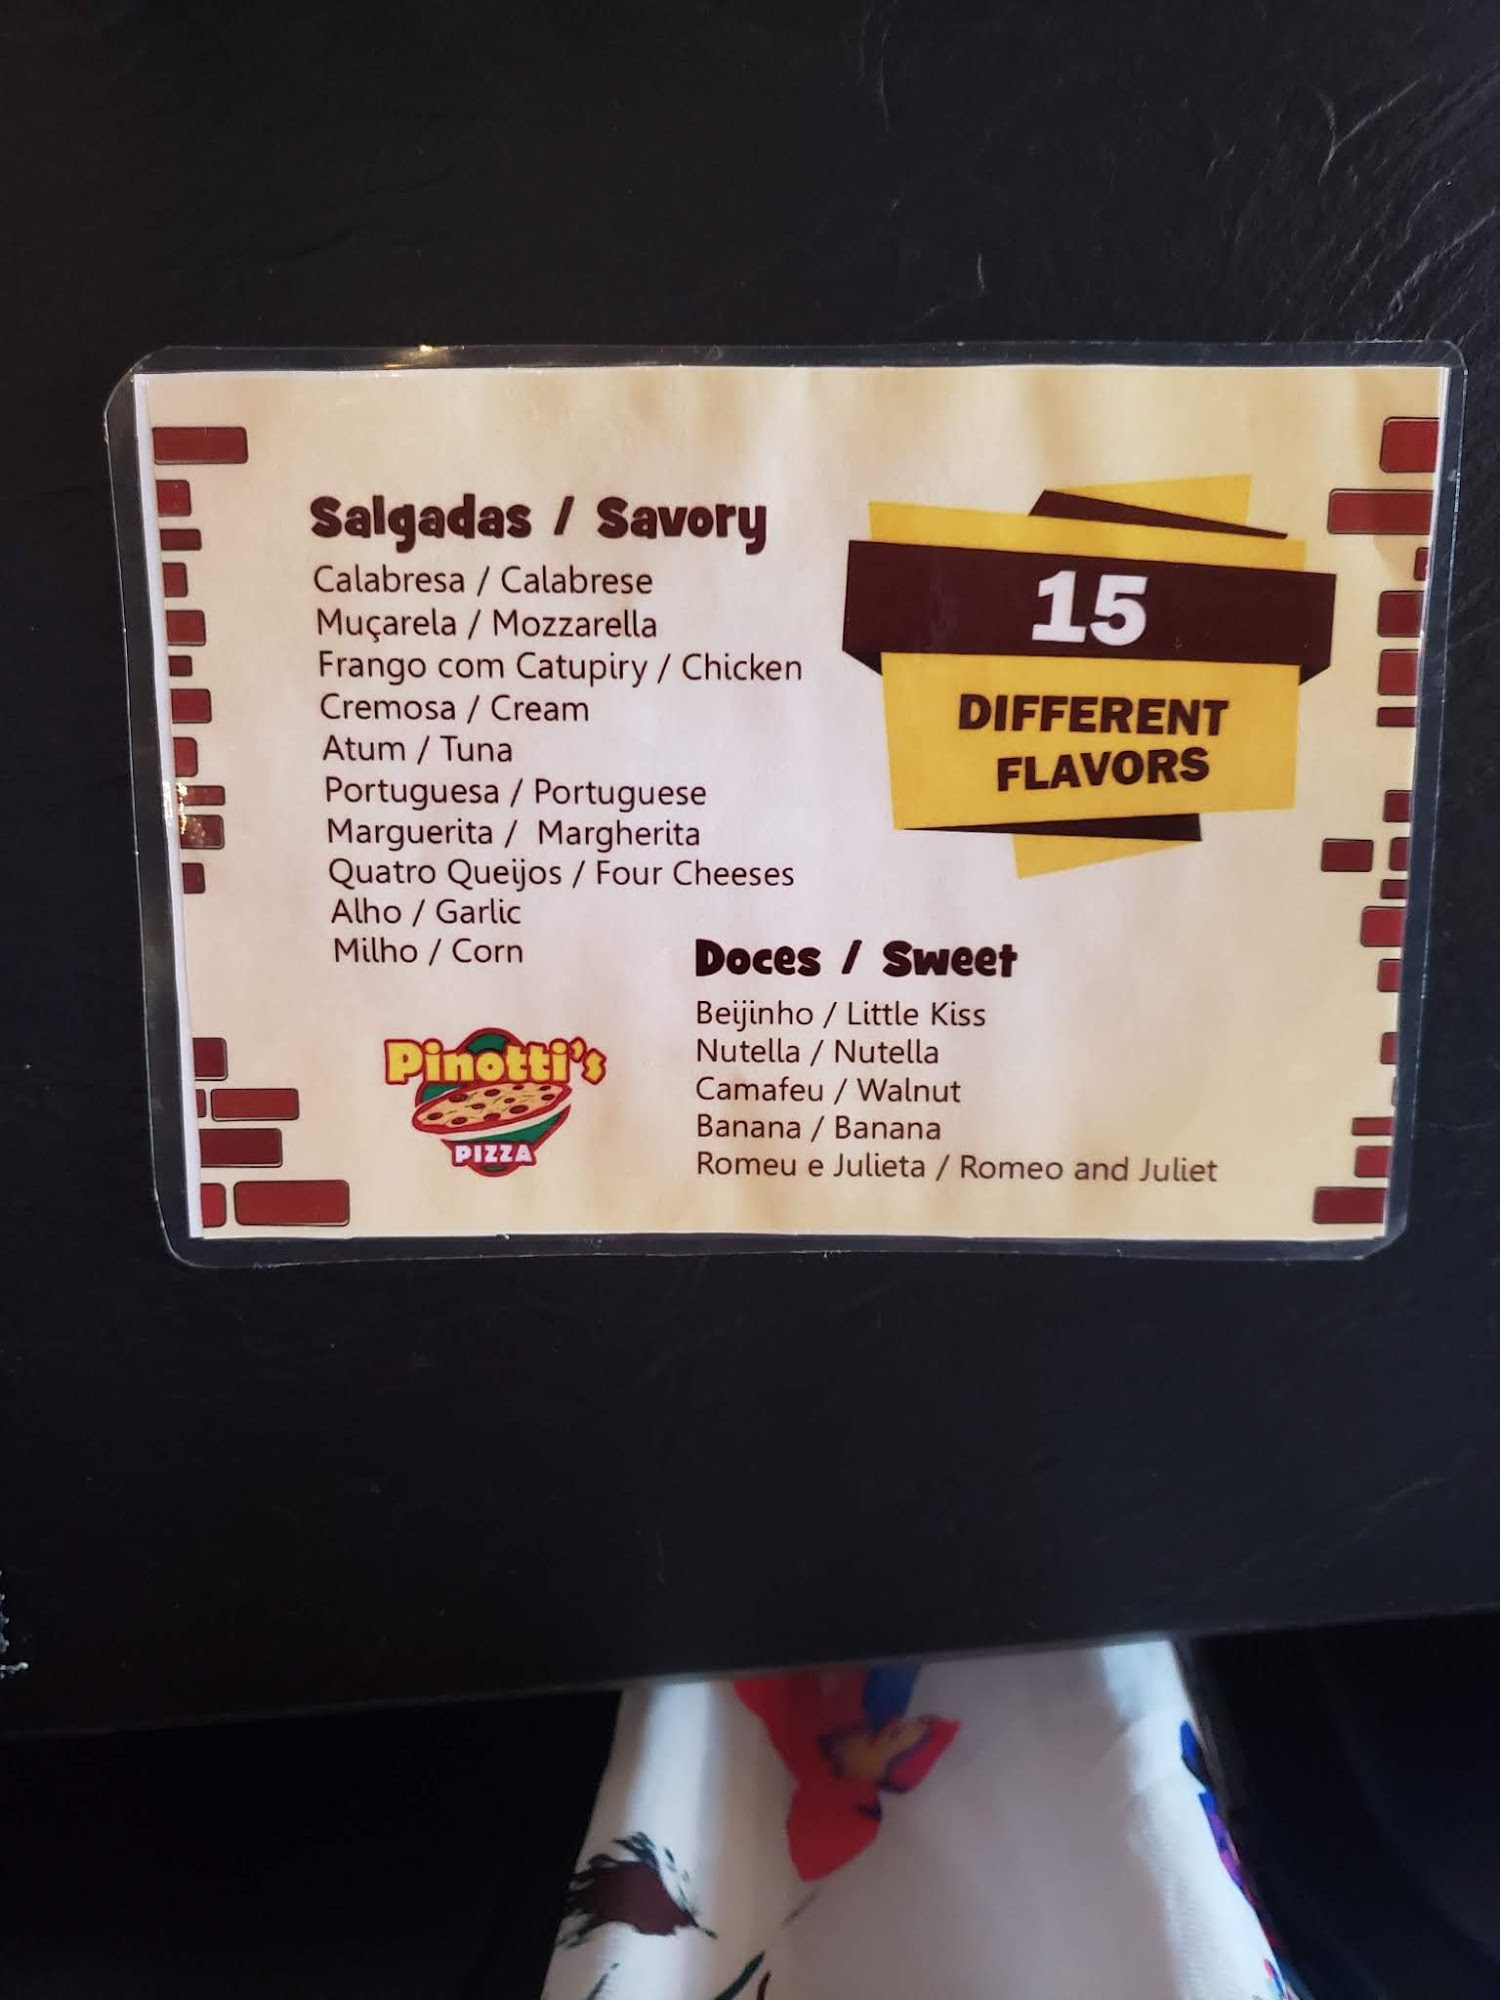 Salgadas / Savory
Calabresa / Calabrese
Muçarela / Mozzarella
Frango com Catupiry / Chicken
Cremosa / Cream
Atum / Tuna
Portuguesa / Portuguese
Marguerita / Margherita
Quatro Queijos / Four Cheeses
Alho / Garlic
Milho / Corn
15
DIFFERENT
FLAVORS
Doces / Sweet
Beijinho / Little Kiss
Nutella / Nutella
Camafeu / Walnut
Banana / Banana
Romeu e Julieta / Romeo and Juliet
Pinotti's
PIZZA